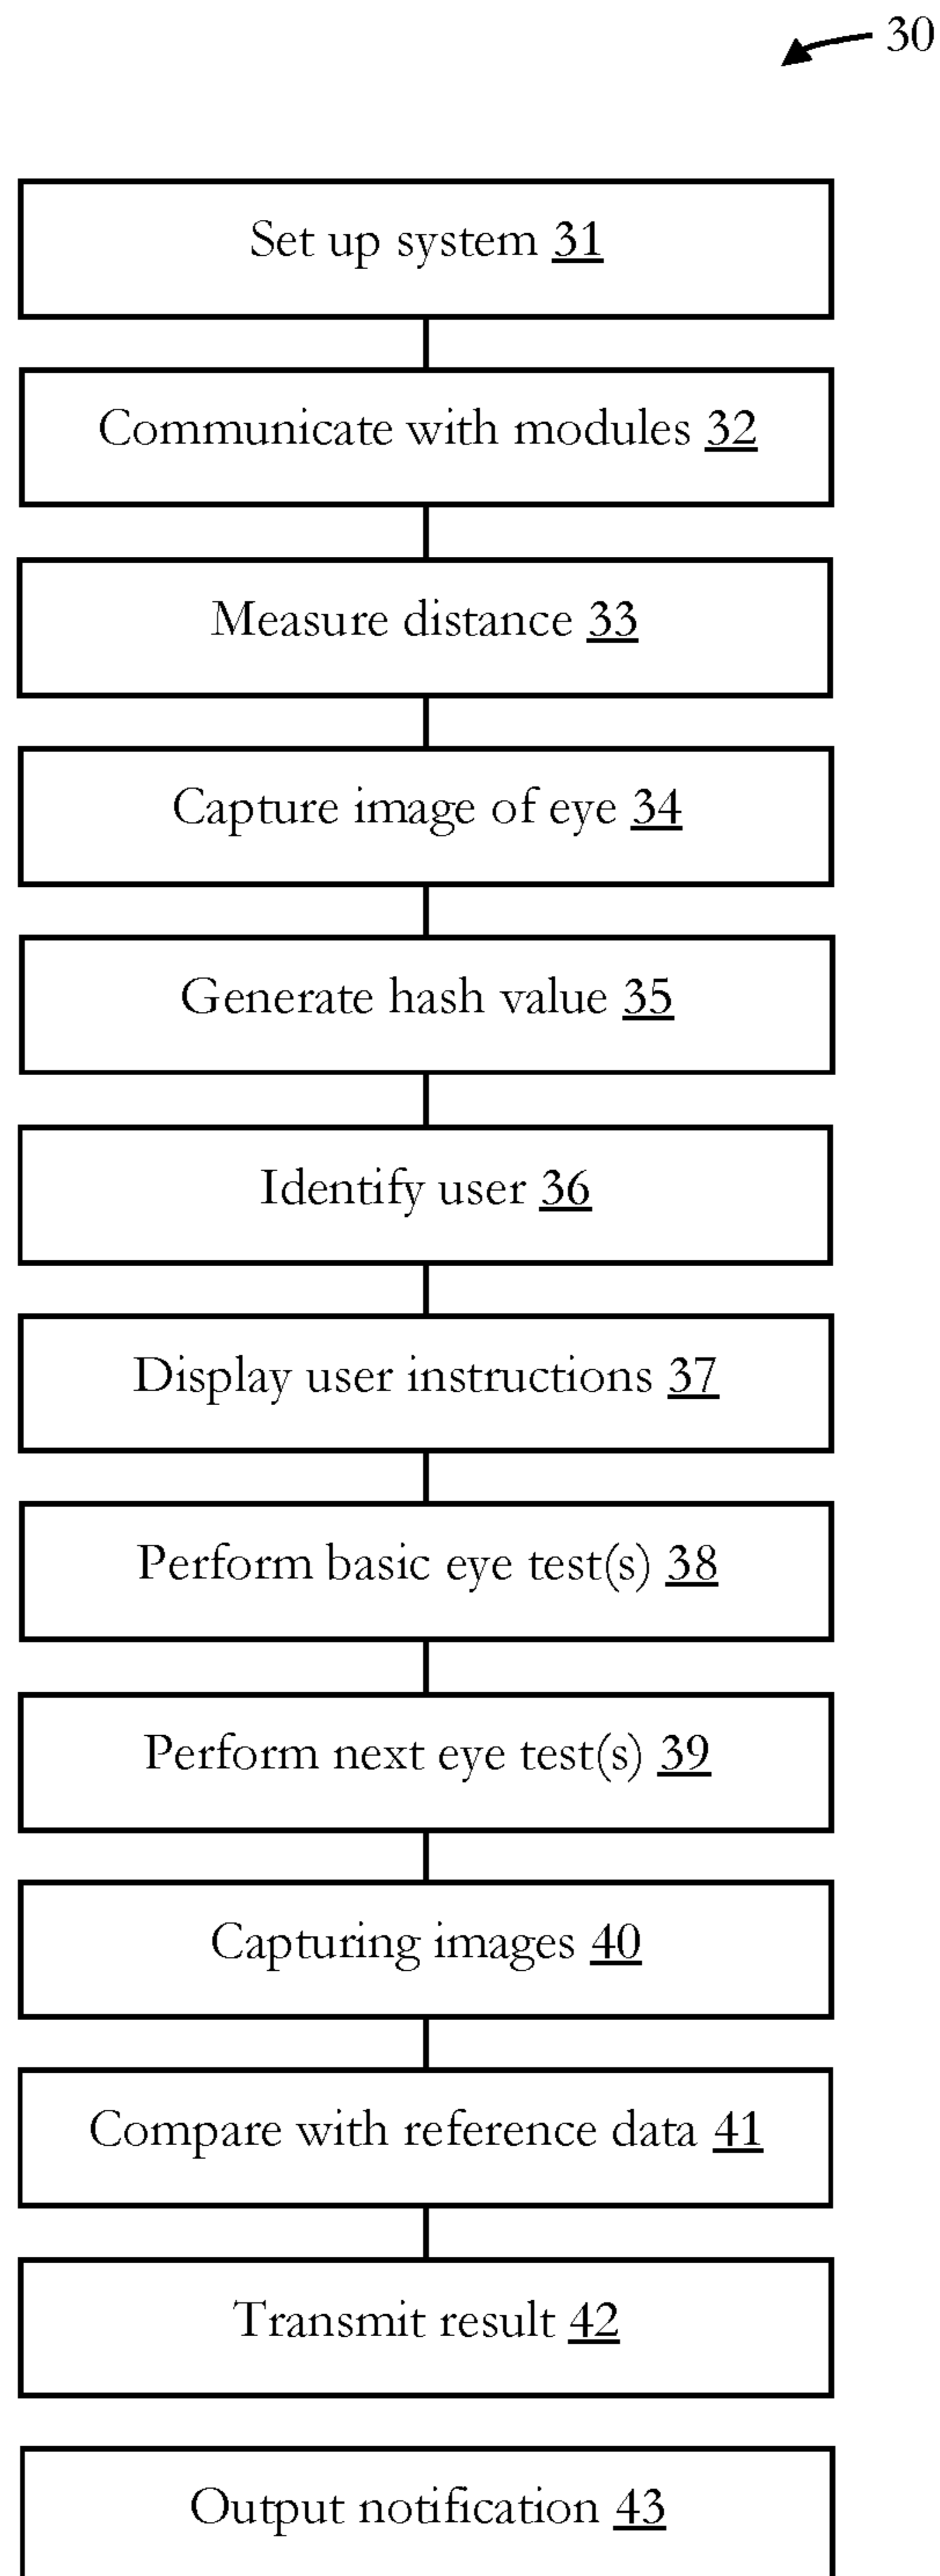 30
Set up system 31
Communicate with modules 32
Measure distance 33
Capture image of eye 34
Generate hash value 35
Identify user 36
Display user instructions 37
Perform basic eye test(s) 38
Perform next eye test(s) 39
Capturing images 40
Compare with reference data 41
Transmit result 42
Output notification 43